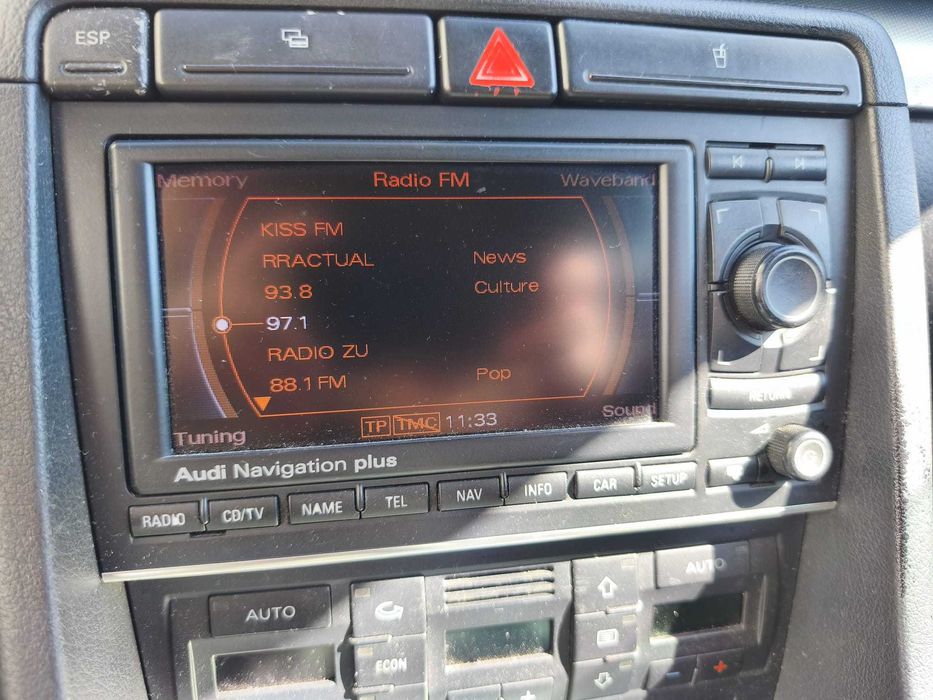 ESP
Memory Radio FM Waveband
KISS FM
RRACTUAL News
93.8 Culture
97.1
RADIO ZU
88.1 FM Pop
TP TMC 11:33
Tuning Sound
Audi Navigation plus
RETURN
RADIO CD/TV NAME TEL NAV INFO CAR SETUP
AUTO AUTO
ECON
- +
+